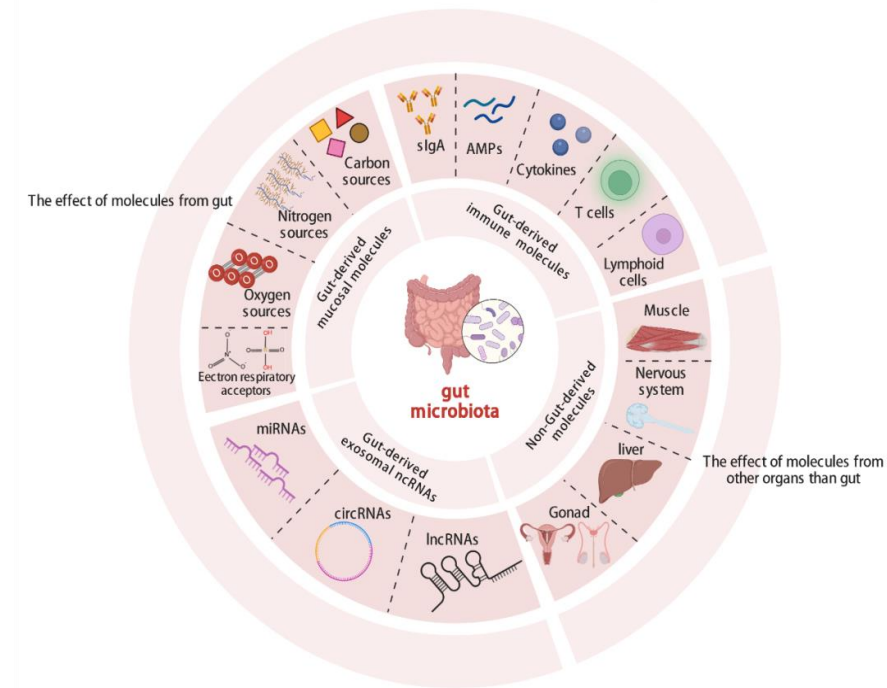 sIgA
AMPs
Cytokines
T cells
Lymphoid
cells
Carbon
sources
Nitrogen
sources
Oxygen
sources
Eectron respiratory
acceptors
The effect of molecules from gut
Gut-derived
mucosal molecules
Gut-derived
immune molecules
gut
microbiota
Non-Gut-derived
molecules
Gut-derived
exosomal ncRNAs
Muscle
Nervous
system
liver
Gonad
The effect of molecules from
other organs than gut
miRNAs
circRNAs
lncRNAs